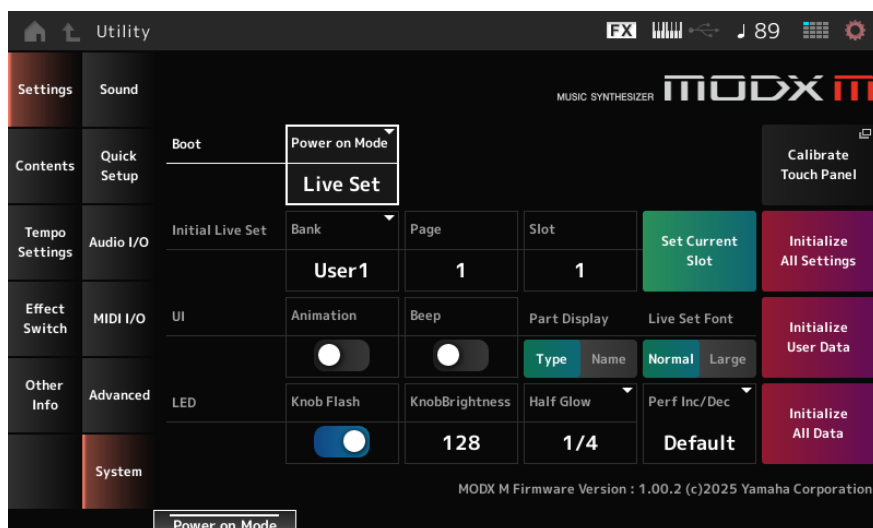 Utility
FX
89
Settings
Sound
MUSIC SYNTHESIZER MODX M
Contents
Quick
Setup
Boot
Power on Mode
Live Set
Calibrate
Touch Panel
Tempo
Settings
Audio I/O
Initial Live Set
Bank
User1
Page
1
Slot
1
Set Current
Slot
Initialize
All Settings
Effect
Switch
MIDI I/O
UI
Animation
Beep
Part Display
Type
Name
Live Set Font
Normal
Large
Initialize
User Data
Other
Info
Advanced
LED
Knob Flash
KnobBrightness
128
Half Glow
1/4
Perf Inc/Dec
Default
Initialize
All Data
System
MODX M Firmware Version : 1.00.2 (c)2025 Yamaha Corporation
Power on Mode